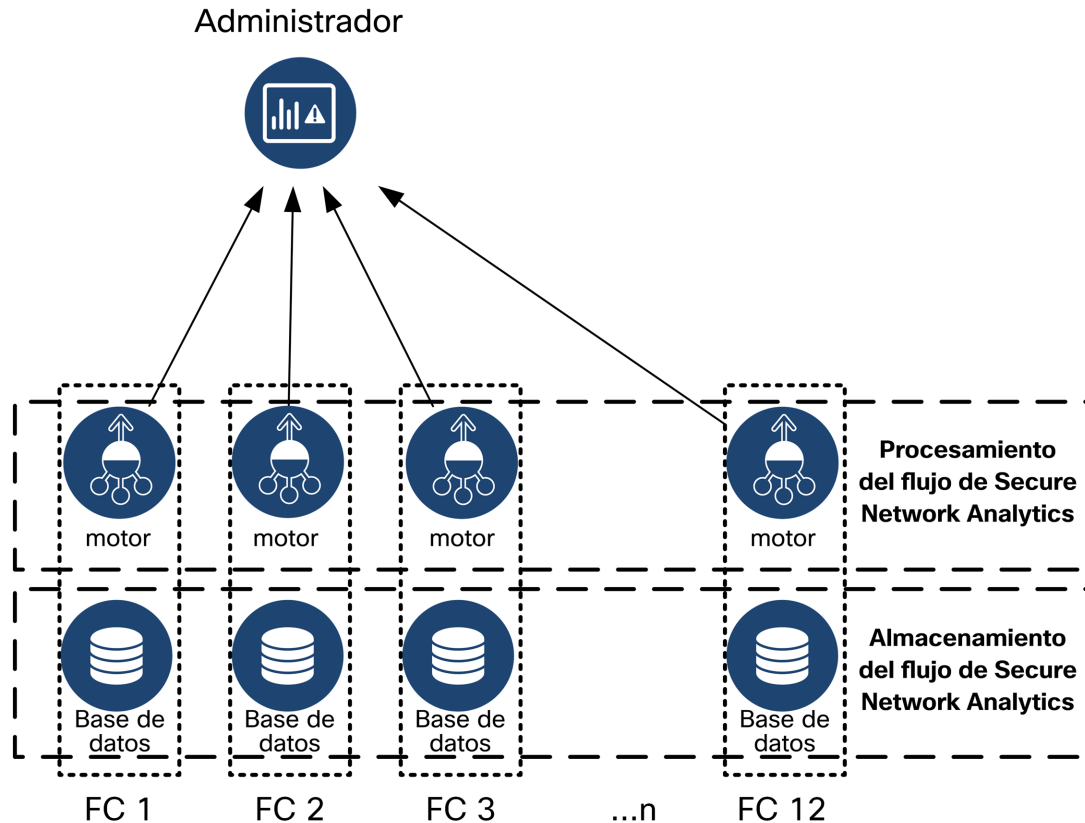 Administrador
motor
motor
motor
motor
Procesamiento
del flujo de Secure
Network Analytics
Base de
datos
Base de
datos
Base de
datos
Base de
datos
Almacenamiento
del flujo de Secure
Network Analytics
FC 1
FC 2
FC 3
...n
FC 12